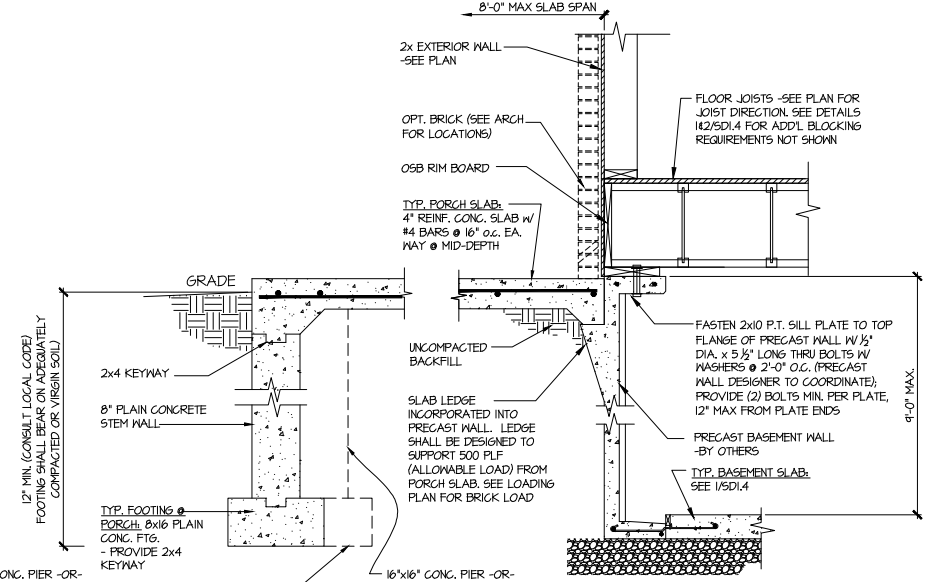 8'-0" MAX SLAB SPAN
2x EXTERIOR WALL
-SEE PLAN
OPT. BRICK (SEE ARCH
FOR LOCATIONS)
OSB RIM BOARD
TYP. PORCH SLAB:
4" REINF. CONC. SLAB W/
#4 BARS @ 16" o.c. EA.
WAY @ MID-DEPTH
FLOOR JOISTS -SEE PLAN FOR
JOIST DIRECTION. SEE DETAILS
1&2/SD1.4 FOR ADD'L BLOCKING
REQUIREMENTS NOT SHOWN
GRADE
12" MIN. (CONSULT LOCAL CODE)
FOOTING SHALL BEAR ON ADEQUATELY
COMPACTED OR VIRGIN SOIL)
2x4 KEYWAY
8" PLAIN CONCRETE
STEM WALL
TYP. FOOTING @
PORCH: 8x16 PLAIN
CONC. FTG.
- PROVIDE 2x4
KEYWAY
UNCOMPACTED
BACKFILL
SLAB LEDGE
INCORPORATED INTO
PRECAST WALL. LEDGE
SHALL BE DESIGNED TO
SUPPORT 500 PLF
(ALLOWABLE LOAD) FROM
PORCH SLAB. SEE LOADING
PLAN FOR BRICK LOAD
FASTEN 2x10 P.T. SILL PLATE TO TOP
FLANGE OF PRECAST WALL W/ ½"
DIA. x 5 ½" LONG THRU BOLTS W/
WASHERS @ 2'-0" O.C. (PRECAST
WALL DESIGNER TO COORDINATE);
PROVIDE (2) BOLTS MIN. PER PLATE,
12" MAX FROM PLATE ENDS
PRECAST BASEMENT WALL
-BY OTHERS
TYP. BASEMENT SLAB:
SEE 1/SD1.4
9'-0" MAX.
ONC. PIER -OR-
16"x16" CONC. PIER -OR-